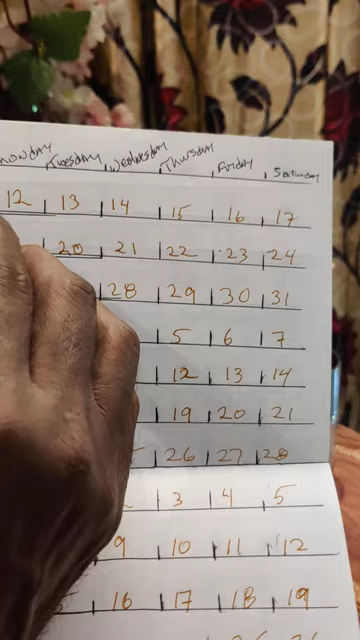 MONDAY Tuesday Wednesday Thursday Friday Saturday
12 13 14 15 16 17
20 21 22 23 24
28 29 30 31
5 6 7
12 13 14
19 20 21
26 27 28
3 4 5
9 10 11 12
16 17 18 19